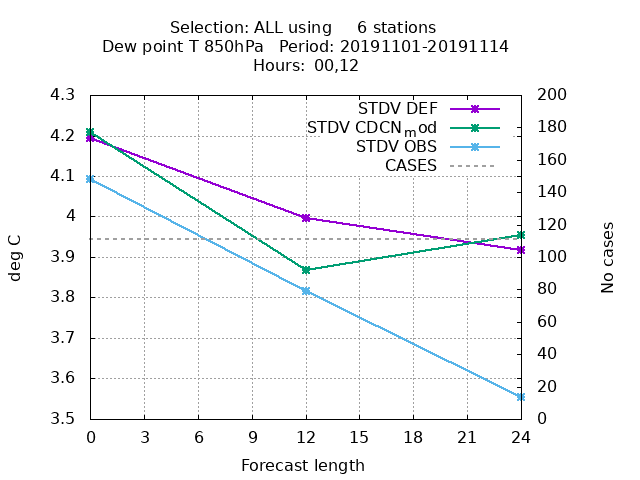 Selection: ALL using     6 stations
Dew point T 850hPa   Period: 20191101-20191114
Hours:  00,12
4.3
4.2
4.1
4
3.9
3.8
3.7
3.6
3.5
deg C
STDV DEF
STDV CDCNmod
STDV OBS
CASES
200
180
160
140
120
100
80
60
40
20
0
No cases
0 3 6 9 12 15 18 21 24
Forecast length